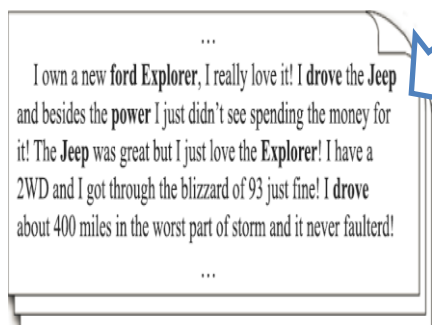 ...
I own a new ford Explorer, I really love it! I drove the Jeep
and besides the power I just didn't see spending the money for
it! The Jeep was great but I just love the Explorer! I have a
2WD and I got through the blizzard of 93 just fine! I drove
about 400 miles in the worst part of storm and it never faulterd!
...